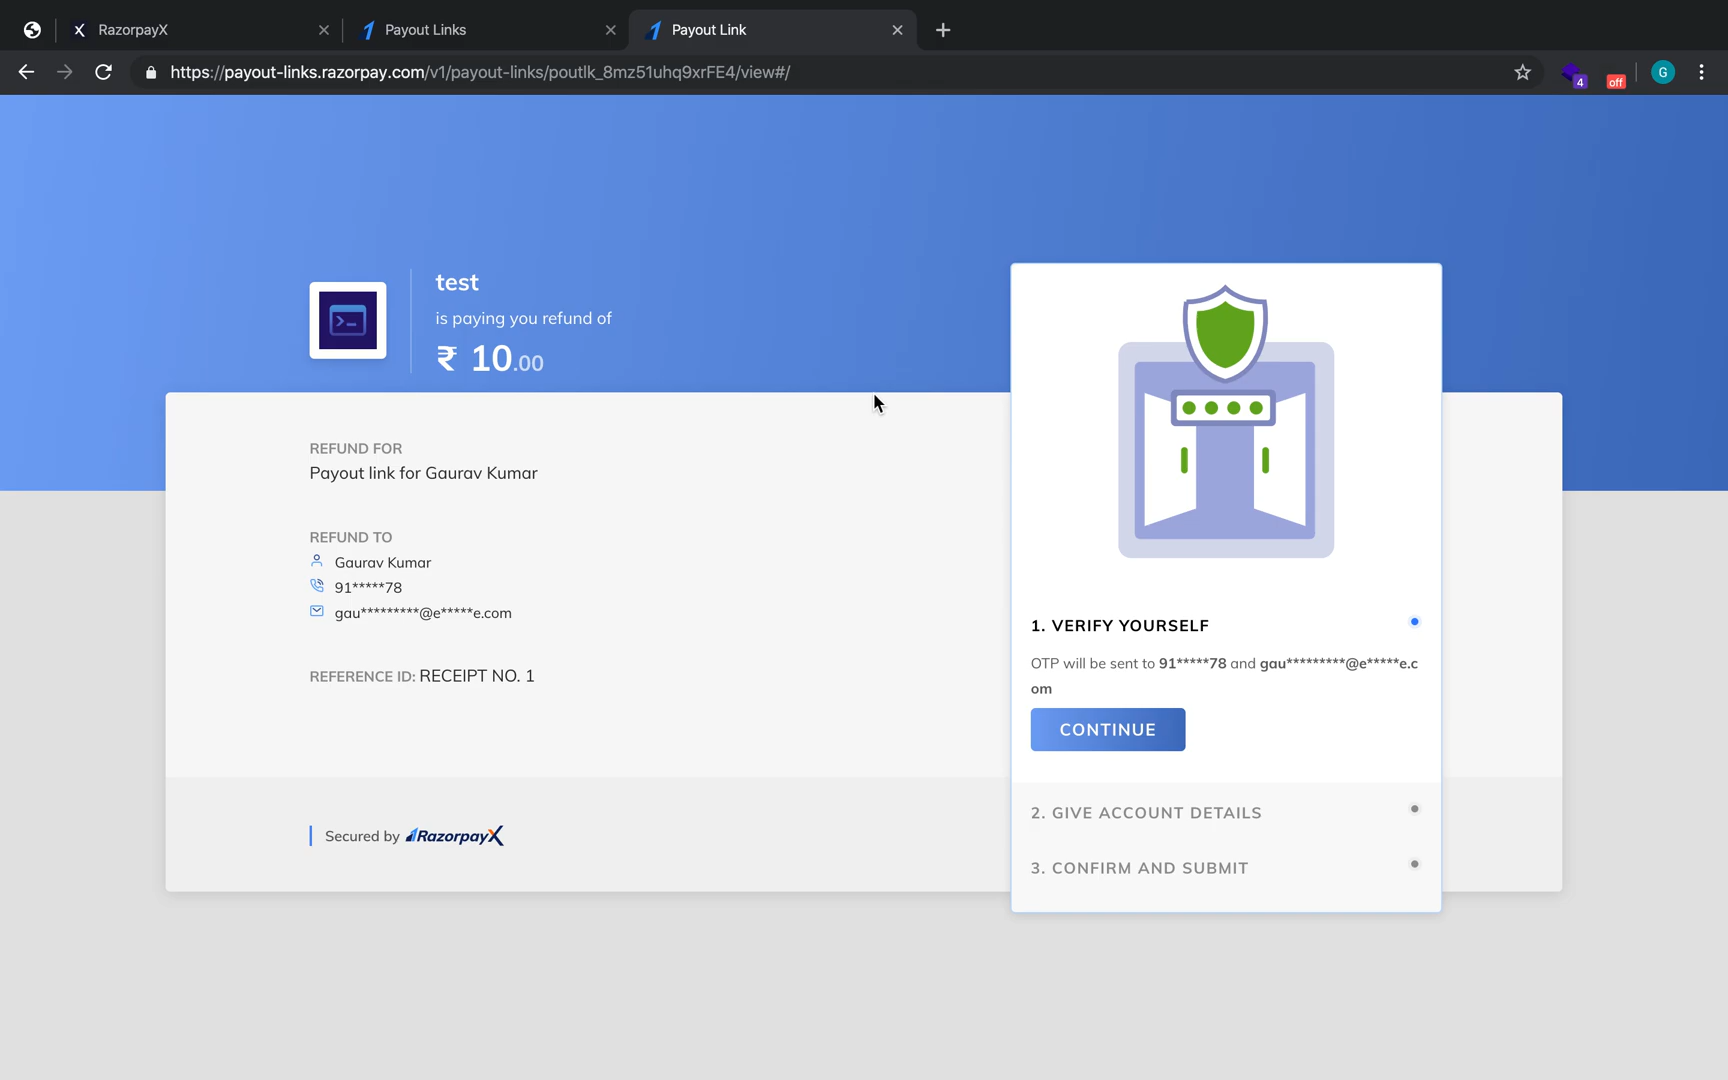 RazorpayX
Payout Links
Payout Link
https://payout-links.razorpay.com/v1/payout-links/poutlk_8mz51uhq9xrFE4/view#/
4
off
G
test
is paying you refund of
₹ 10.00
REFUND FOR
Payout link for Gaurav Kumar
REFUND TO
Gaurav Kumar
91*****78
gau*********@e*****e.com
REFERENCE ID: RECEIPT NO. 1
Secured by RazorpayX
1. VERIFY YOURSELF
OTP will be sent to 91*****78 and gau*********@e*****e.c
om
CONTINUE
2. GIVE ACCOUNT DETAILS
3. CONFIRM AND SUBMIT